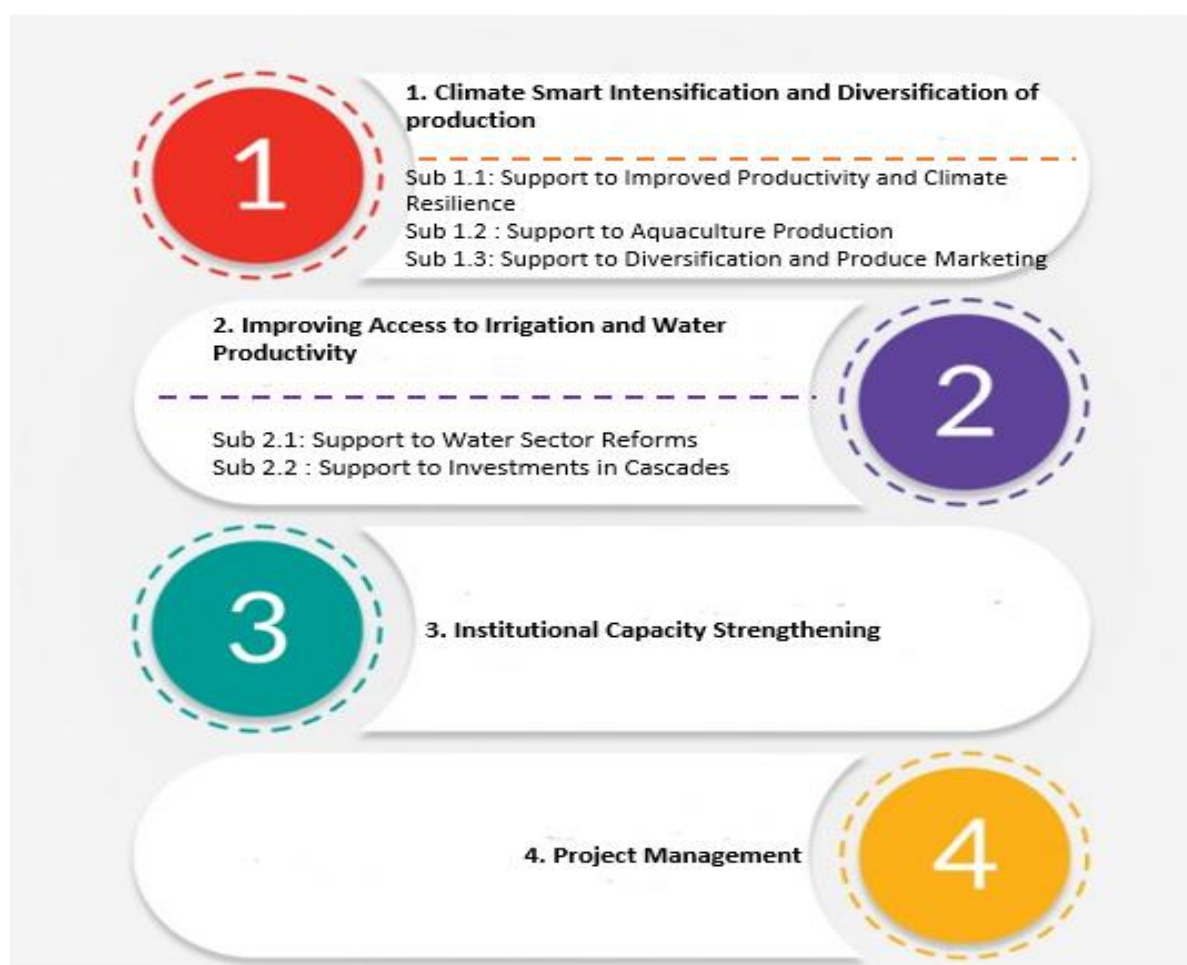 1
1. Climate Smart Intensification and Diversification of
production
Sub 1.1: Support to Improved Productivity and Climate
Resilience
Sub 1.2 : Support to Aquaculture Production
Sub 1.3: Support to Diversification and Produce Marketing
2. Improving Access to Irrigation and Water
Productivity
2
Sub 2.1: Support to Water Sector Reforms
Sub 2.2 : Support to Investments in Cascades
3
3. Institutional Capacity Strengthening
4. Project Management
4